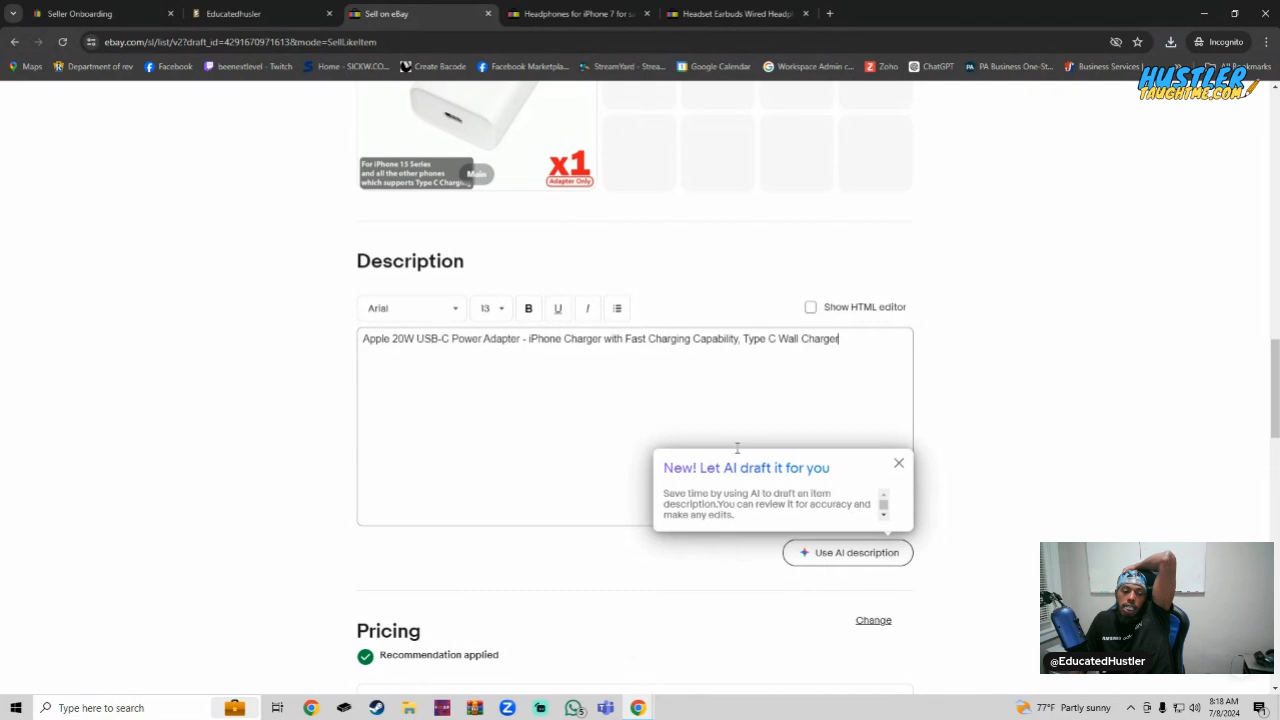 Seller Onboarding
Educatedhusler
Sell on eBay
Headphones for iPhone 7 for sa
Headset Earbuds Wired Headph
ebay.com/sl/list/v2?draft_id=4291670971613&mode=SellLikeItem
Incognito
Maps
Department of rev
Facebook
beenextlevel - Twitch
Home - SICKW.CO...
Create Bacode
Facebook Marketpla...
StreamYard - Strea...
Google Calendar
Workspace Admin c...
Zoho
ChatGPT
PA Business One-St...
Business Services |
All Bookmarks
HUSTLER
TAUGHTME.COM
For iPhone 15 Series
and all the other phones
which supports Type C Chargi...
Main
x1
Adapter Only
Description
Arial
13
B
U
I
Show HTML editor
Apple 20W USB-C Power Adapter - iPhone Charger with Fast Charging Capability, Type C Wall Charger
New! Let AI draft it for you
Save time by using AI to draft an item
description.You can review it for accuracy and
make any edits.
Use AI description
Change
Pricing
Recommendation applied
@EducatedHustler
Type here to search
5
77°F Partly sunny
8:18 AM
7/8/2024